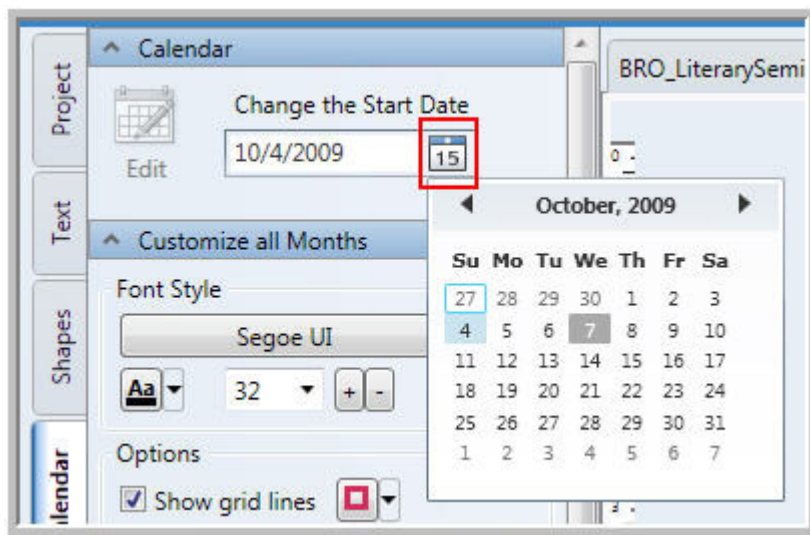 Project
Text
Shapes
lendar
Calendar
Edit
Change the Start Date
10/4/2009
15
Customize all Months
Font Style
Segoe UI
Aa
32
+ -
Options
Show grid lines
BRO_LiterarySemi
0
October, 2009
Su Mo Tu We Th Fr Sa
27 28 29 30 1 2 3
4 5 6 7 8 9 10
11 12 13 14 15 16 17
18 19 20 21 22 23 24
25 26 27 28 29 30 31
1 2 3 4 5 6 7